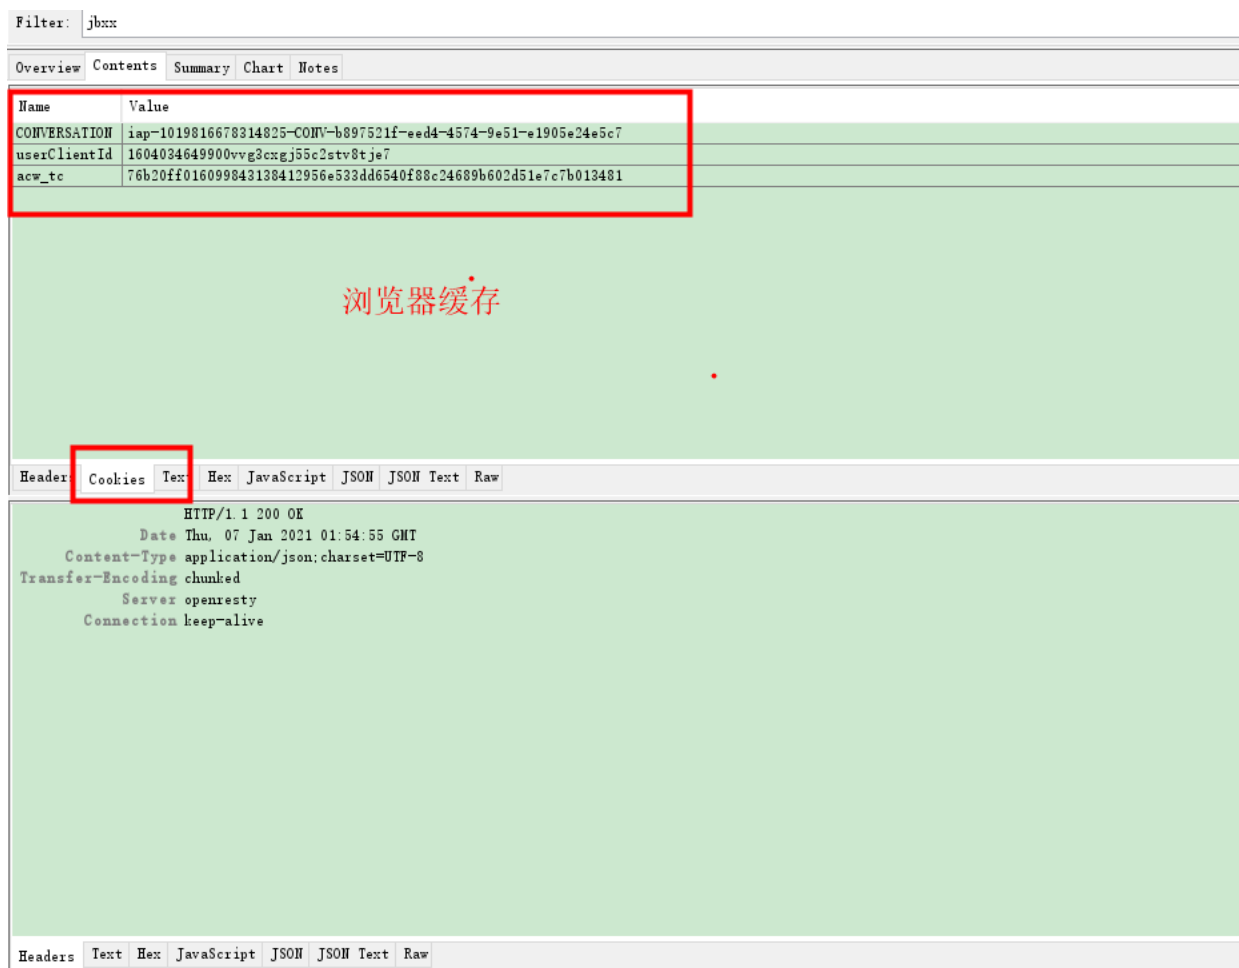 Filter: jbxx
Overview Contents Summary Chart Notes
Name Value
CONVERSATION iap-1019816678314825-CONV-b897521f-eed4-4574-9e51-e1905e24e5c7
userClientId 1604034649900vvg3cxgj55c2stv8tje7
acw_tc 76b20ff016099843138412956e533dd6540f88c24689b602d51e7c7b013481
浏览器缓存
Headers Cookies Text Hex JavaScript JSON JSON Text Raw
HTTP/1.1 200 OK
Date Thu, 07 Jan 2021 01:54:55 GMT
Content-Type application/json;charset=UTF-8
Transfer-Encoding chunked
Server openresty
Connection keep-alive
Headers Text Hex JavaScript JSON JSON Text Raw